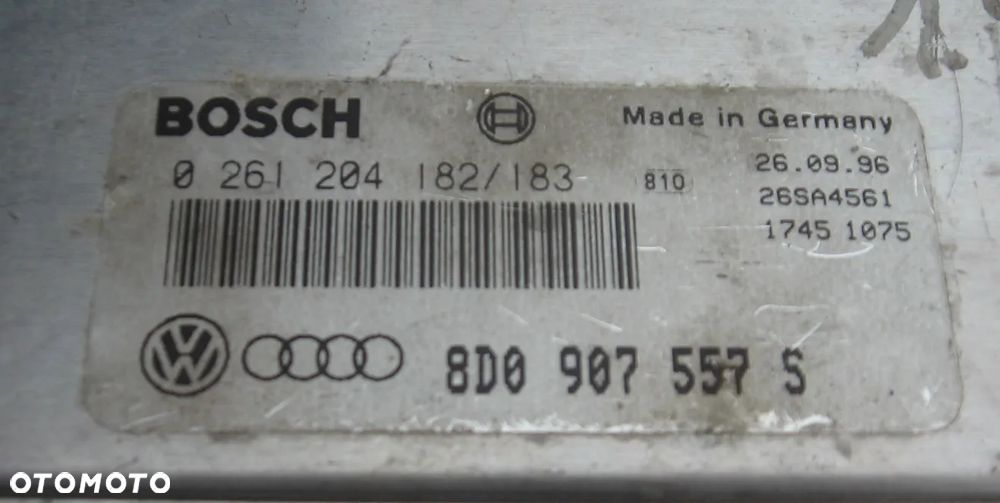 BOSCH
Made in Germany
0 261 204 182/183
810
26.09.96
26SA4561
1745 1075
8D0 907 557 S
OTOMOTO